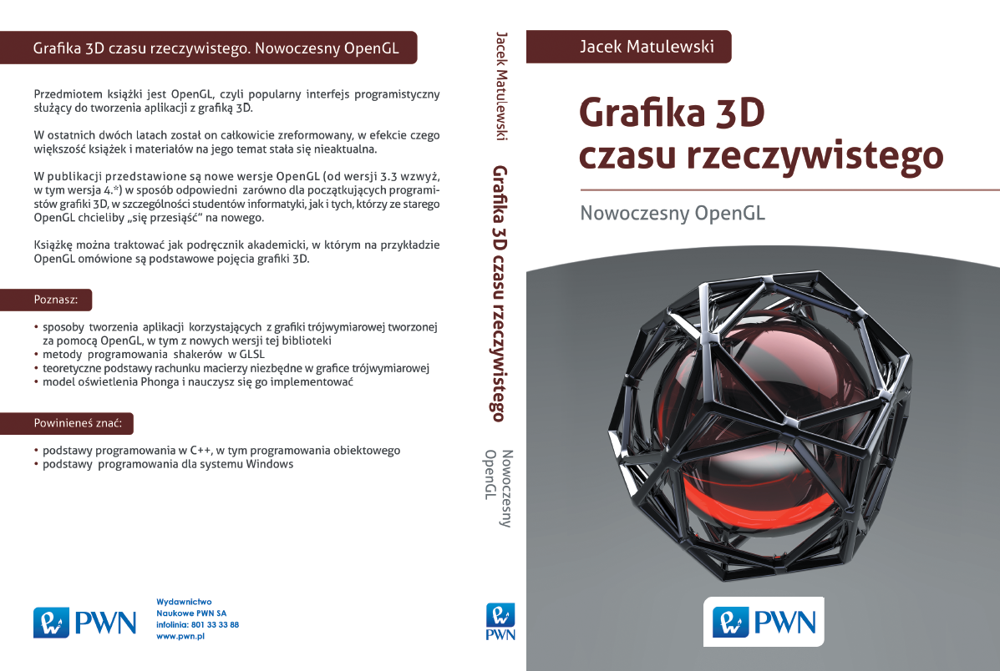 Grafika 3D czasu rzeczywistego. Nowoczesny OpenGL
Przedmiotem książki jest OpenGL, czyli popularny interfejs programistyczny
służący do tworzenia aplikacji z grafiką 3D.
W ostatnich dwóch latach został on całkowicie zreformowany, w efekcie czego
większość książek i materiałów na jego temat stała się nieaktualna.
W publikacji przedstawione są nowe wersje OpenGL (od wersji 3.3 wzwyż,
w tym wersja 4.*) w sposób odpowiedni zarówno dla początkujących programi-
stów grafiki 3D, w szczególności studentów informatyki, jak i tych, którzy ze starego
OpenGL chcieliby „się przesiąść” na nowego.
Książkę można traktować jak podręcznik akademicki, w którym na przykładzie
OpenGL omówione są podstawowe pojęcia grafiki 3D.
Poznasz:
• sposoby tworzenia aplikacji korzystających z grafiki trójwymiarowej tworzonej
za pomocą OpenGL, w tym z nowych wersji tej biblioteki
• metody programowania shakerów w GLSL
• teoretyczne podstawy rachunku macierzy niezbędne w grafice trójwymiarowej
• model oświetlenia Phonga i nauczysz się go implementować
Powinieneś znać:
• podstawy programowania w C++, w tym programowania obiektowego
• podstawy programowania dla systemu Windows
PWN
Wydawnictwo
Naukowe PWN SA
infolinia: 801 33 33 88
www.pwn.pl
Jacek Matulewski
Grafika 3D czasu rzeczywistego
Nowoczesny
OpenGL
PWN
Jacek Matulewski
Grafika 3D
czasu rzeczywistego
Nowoczesny OpenGL
PWN